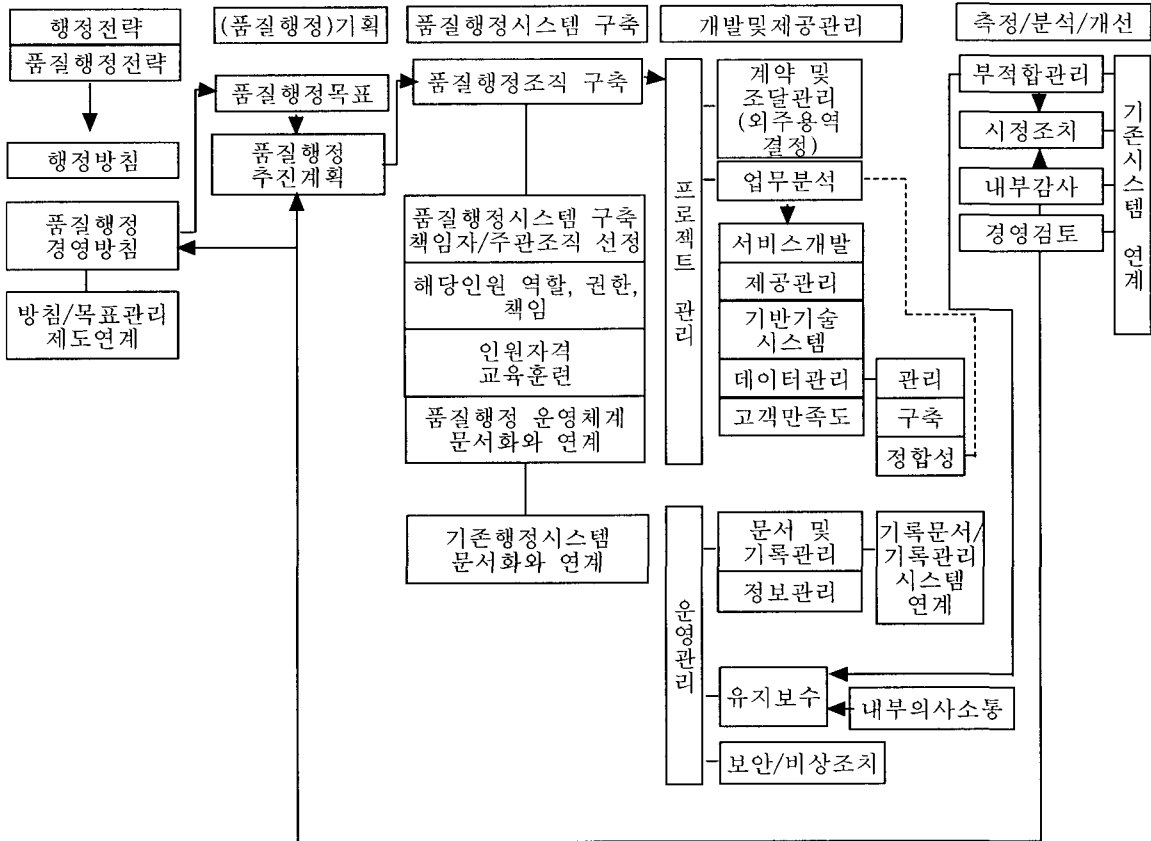 행정전략
품질행정전략
행정방침
품질행정
경영방침
방침/목표관리
제도연계
(품질행정)기획
품질행정목표
품질행정
추진계획
품질행정시스템 구축
품질행정조직 구축
품질행정시스템 구축
책임자/주관조직 선정
해당인원 역할, 권한,
책임
인원자격
교육훈련
품질행정 운영체계
문서화와 연계
기존행정시스템
문서화와 연계
개발및제공관리
프로젝트 관리
계약 및
조달관리
(외주용역
결정)
업무분석
서비스개발
제공관리
기반기술
시스템
데이터관리
고객만족도
관리
구축
정합성
운영관리
문서 및
기록관리
정보관리
기록문서/
기록관리
시스템
연계
유지보수
내부의사소통
보안/비상조치
측정/분석/개선
부적합관리
시정조치
내부감사
경영검토
기존시스템 연계